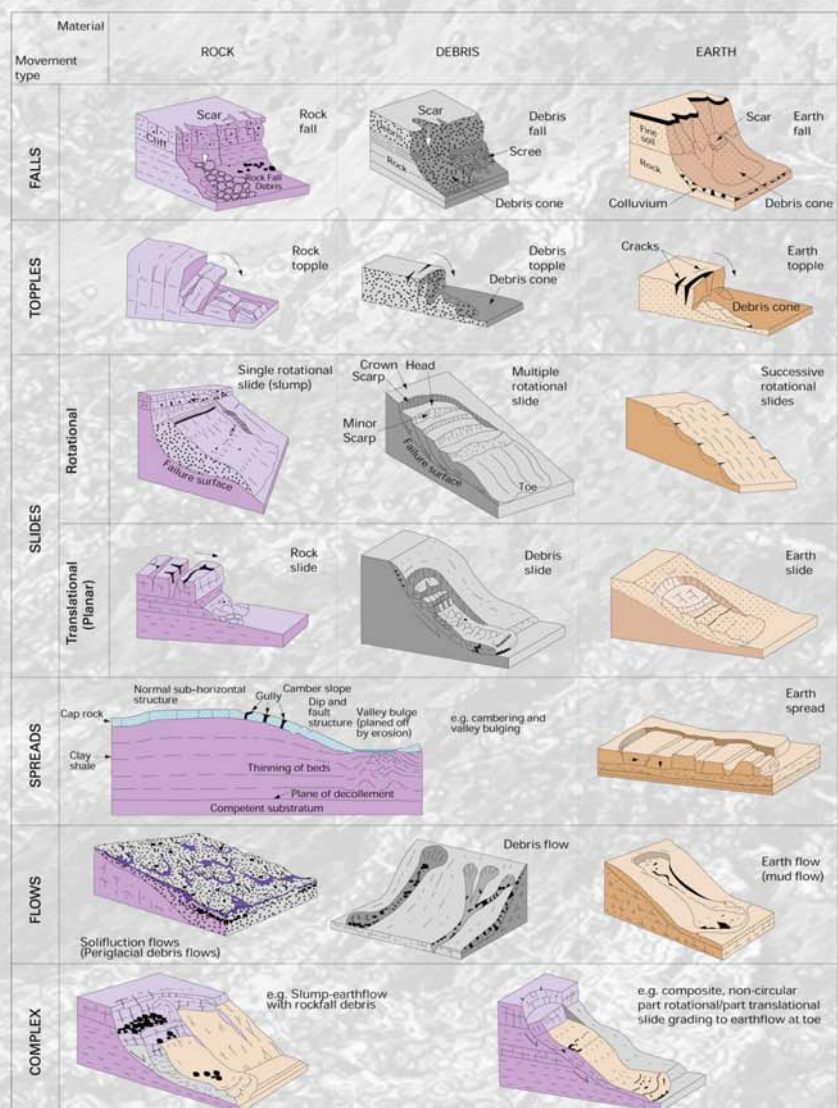 Material
Movement
type
ROCK
DEBRIS
EARTH
FALLS
Scar
Cliff
Rock Fall
Debris
Rock
fall
Scar
Debris
Rock
Debris
fall
Scree
Debris cone
Fine
soil
Rock
Earth
fall
Scar
Colluvium
Debris cone
TOPPLES
Rock
topple
Debris
topple
Debris cone
Cracks
Earth
topple
Debris cone
SLIDES
Rotational
Single rotational
slide (slump)
Failure surface
Crown
Scarp
Head
Minor
Scarp
Failure surface
Toe
Multiple
rotational
slide
Successive
rotational
slides
Translational
(Planar)
Rock
slide
Debris
slide
Earth
slide
SPREADS
Normal sub-horizontal
structure
Gully
Camber slope
Dip and
fault
structure
Valley bulge
(planed off
by erosion)
Cap rock
Clay
shale
Thinning of beds
Plane of decollement
Competent substratum
e.g. cambering and
valley bulging
Earth
spread
FLOWS
Solifluction flows
(Periglacial debris flows)
Debris flow
Earth flow
(mud flow)
COMPLEX
e.g. Slump-earthflow
with rockfall debris
e.g. composite, non-circular
part rotational/part translational
slide grading to earthflow at toe